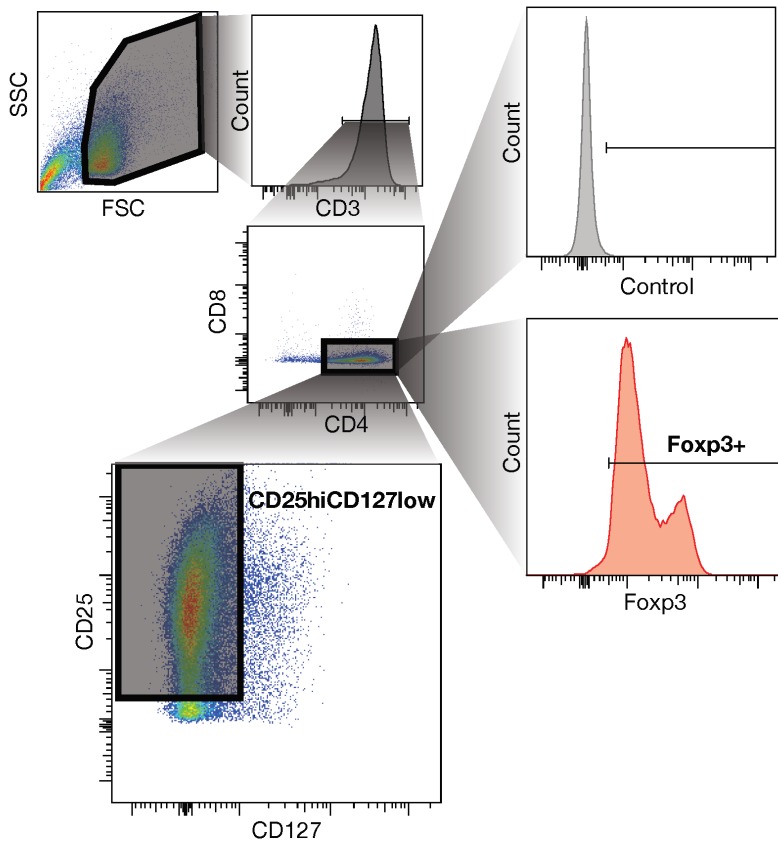 SSC
FSC
Count
CD3
Count
Control
CD8
CD4
Count
Foxp3+
Foxp3
CD25hiCD127low
CD25
CD127